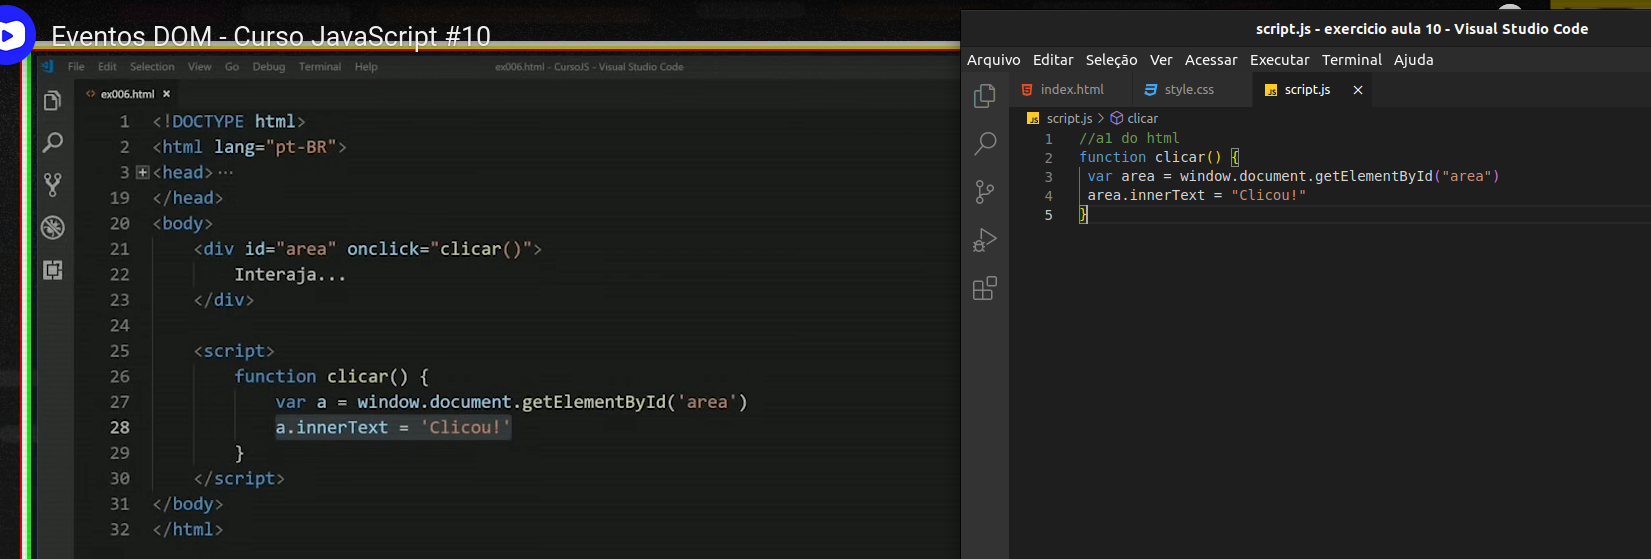 Eventos DOM - Curso JavaScript #10
File Edit Selection View Go Debug Terminal Help ex006.html - CursoJS - Visual Studio Code
<> ex006.html ×
1 <!DOCTYPE html>
2 <html lang="pt-BR">
3 <head> ...
19 </head>
20 <body>
21 <div id="area" onclick="clicar()">
22 Interaja...
23 </div>
24
25 <script>
26 function clicar() {
27 var a = window.document.getElementById('area')
28 a.innerText = 'Clicou!'
29 }
30 </script>
31 </body>
32 </html>
script.js - exercicio aula 10 - Visual Studio Code
Arquivo Editar Seleção Ver Acessar Executar Terminal Ajuda
index.html style.css JS script.js ×
JS script.js > clicar
1 //a1 do html
2 function clicar() {
3 var area = window.document.getElementById("area")
4 area.innerText = "Clicou!"
5 }